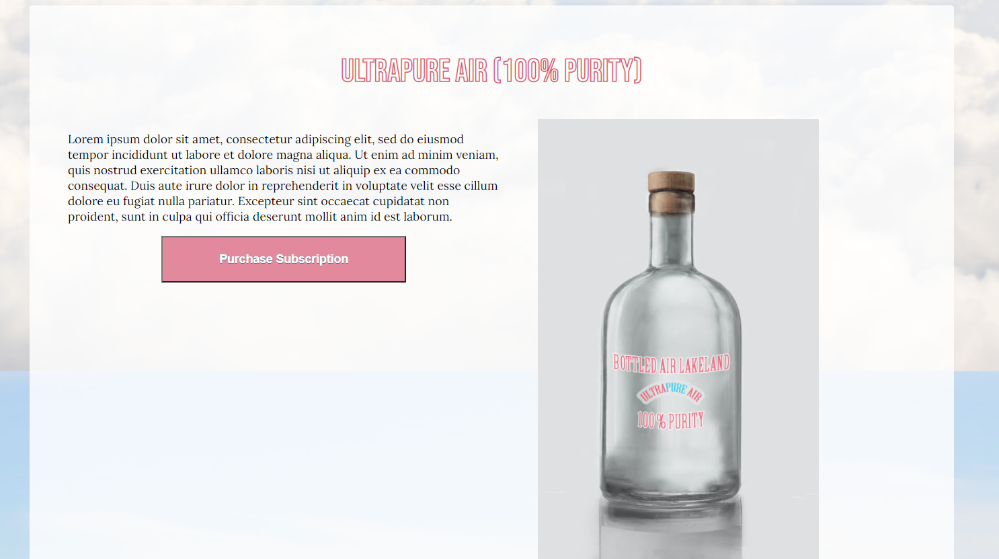 ULTRAPURE AIR (100% PURITY)
Lorem ipsum dolor sit amet, consectetur adipiscing elit, sed do eiusmod
tempor incididunt ut labore et dolore magna aliqua. Ut enim ad minim veniam,
quis nostrud exercitation ullamco laboris nisi ut aliquip ex ea commodo
consequat. Duis aute irure dolor in reprehenderit in voluptate velit esse cillum
dolore eu fugiat nulla pariatur. Excepteur sint occaecat cupidatat non
proident, sunt in culpa qui officia deserunt mollit anim id est laborum.
Purchase Subscription
BOTTLED AIR LAKELAND
ULTRAPURE AIR
100% PURITY